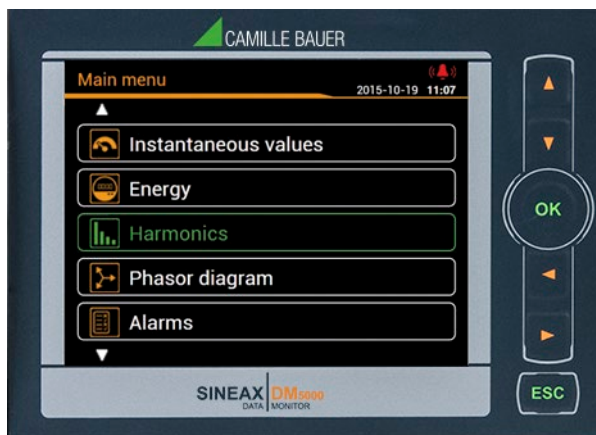 CAMILLE BAUER
Main menu
2015-10-19 11:07
Instantaneous values
Energy
Harmonics
Phasor diagram
Alarms
OK
SINEAX DM5000
DATA MONITOR
ESC